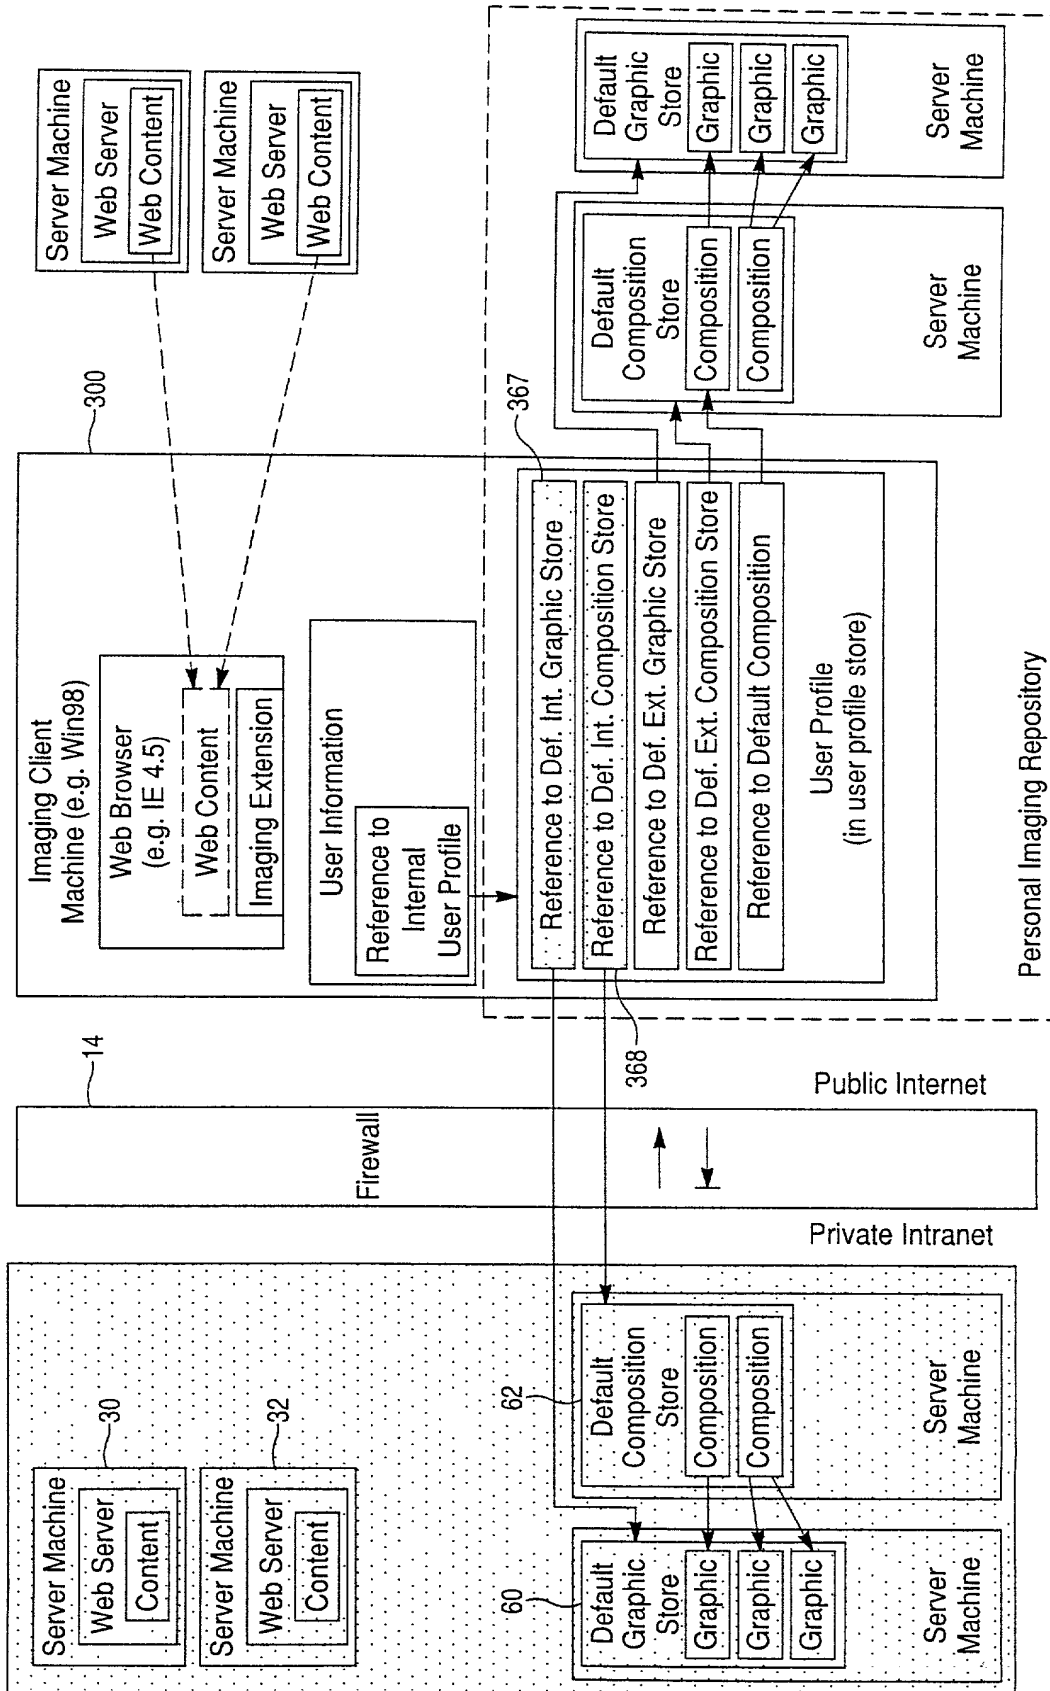 Server Machine
Web Server
Content
30
Server Machine
Web Server
Content
32
60
Default
Graphic
Store
Graphic
Graphic
Graphic
Server
Machine
62
Default
Composition
Store
Composition
Composition
Server
Machine
Private Intranet
Firewall
14
Public Internet
Imaging Client
Machine (e.g. Win98)
300
Web Browser
(e.g. IE 4.5)
Web Content
Imaging Extension
User Information
Reference to
Internal
User Profile
367
368
Reference to Def. Int. Graphic Store
Reference to Def. Int. Composition Store
Reference to Def. Ext. Graphic Store
Reference to Def. Ext. Composition Store
Reference to Default Composition
User Profile
(in user profile store)
Personal Imaging Repository
Server Machine
Web Server
Web Content
Server Machine
Web Server
Web Content
Default
Composition
Store
Composition
Composition
Server
Machine
Default
Graphic
Store
Graphic
Graphic
Graphic
Server
Machine